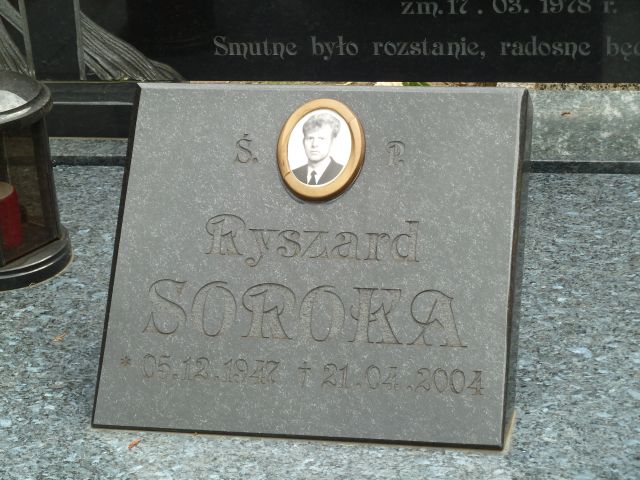 zm.17.03.1978 r.
Smutne było rozstanie, radosne
Ś. P.
Ryszard
SOROKA
* 05.12.1947 † 21.04.2004